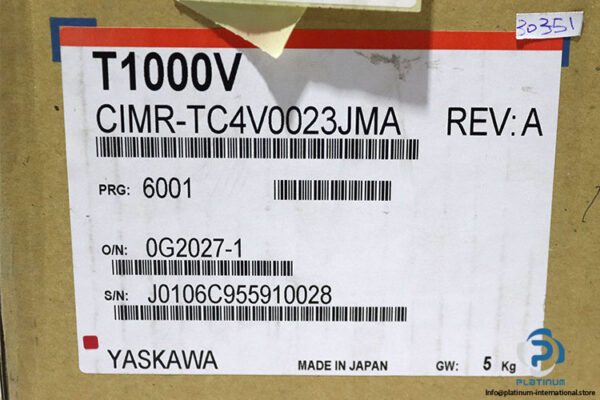 30351
T1000V
CIMR-TC4V0023JMA REV: A
PRG: 6001
O/N: 0G2027-1
S/N: J0106C955910028
YASKAWA MADE IN JAPAN GW: 5 Kg
PLATINUM
info@platinum-international.store